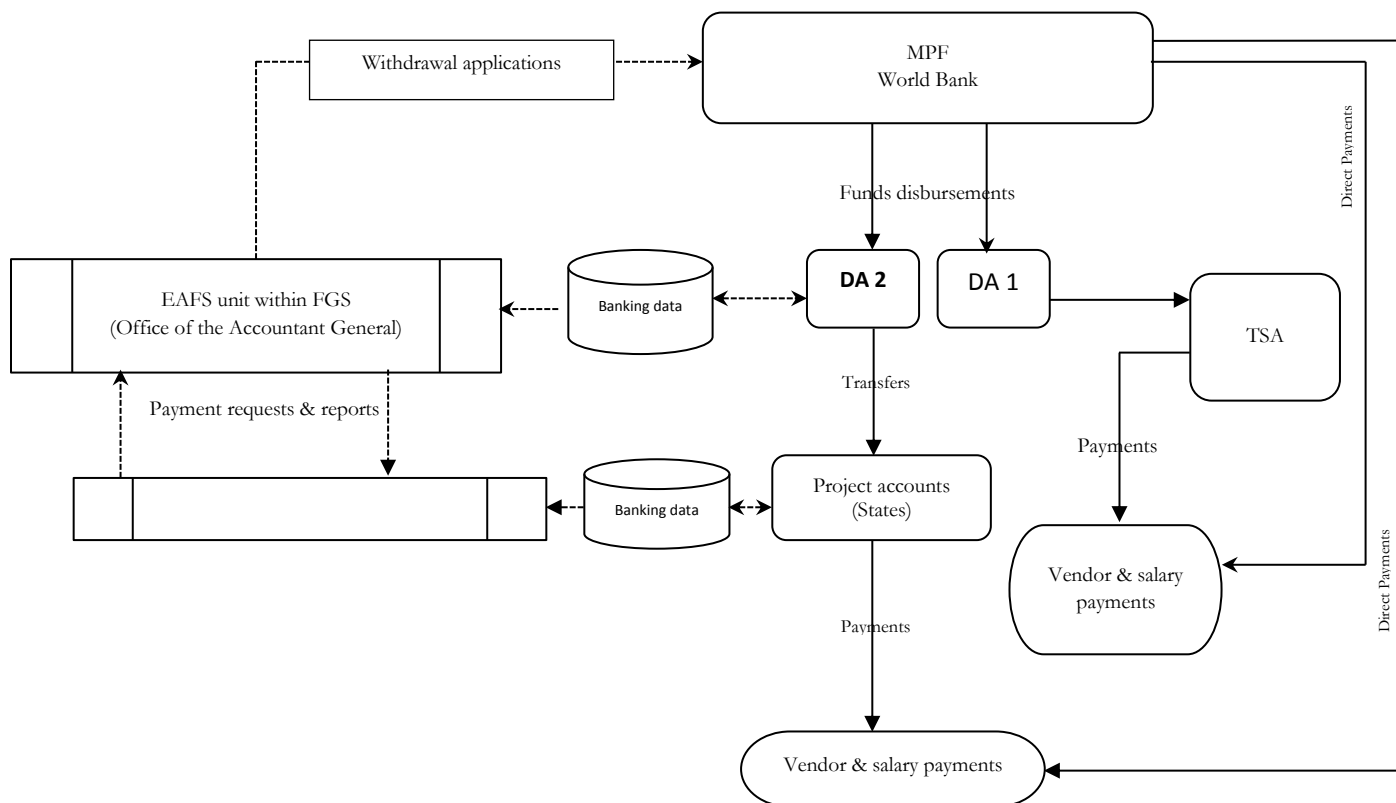 MPF
World Bank
Withdrawal applications
Direct Payments
Funds disbursements
DA 2
DA 1
EAFS unit within FGS
(Office of the Accountant General)
Banking data
TSA
Transfers
Payment requests & reports
Payments
Project accounts
(States)
Banking data
Vendor & salary
payments
Direct Payments
Payments
Vendor & salary payments